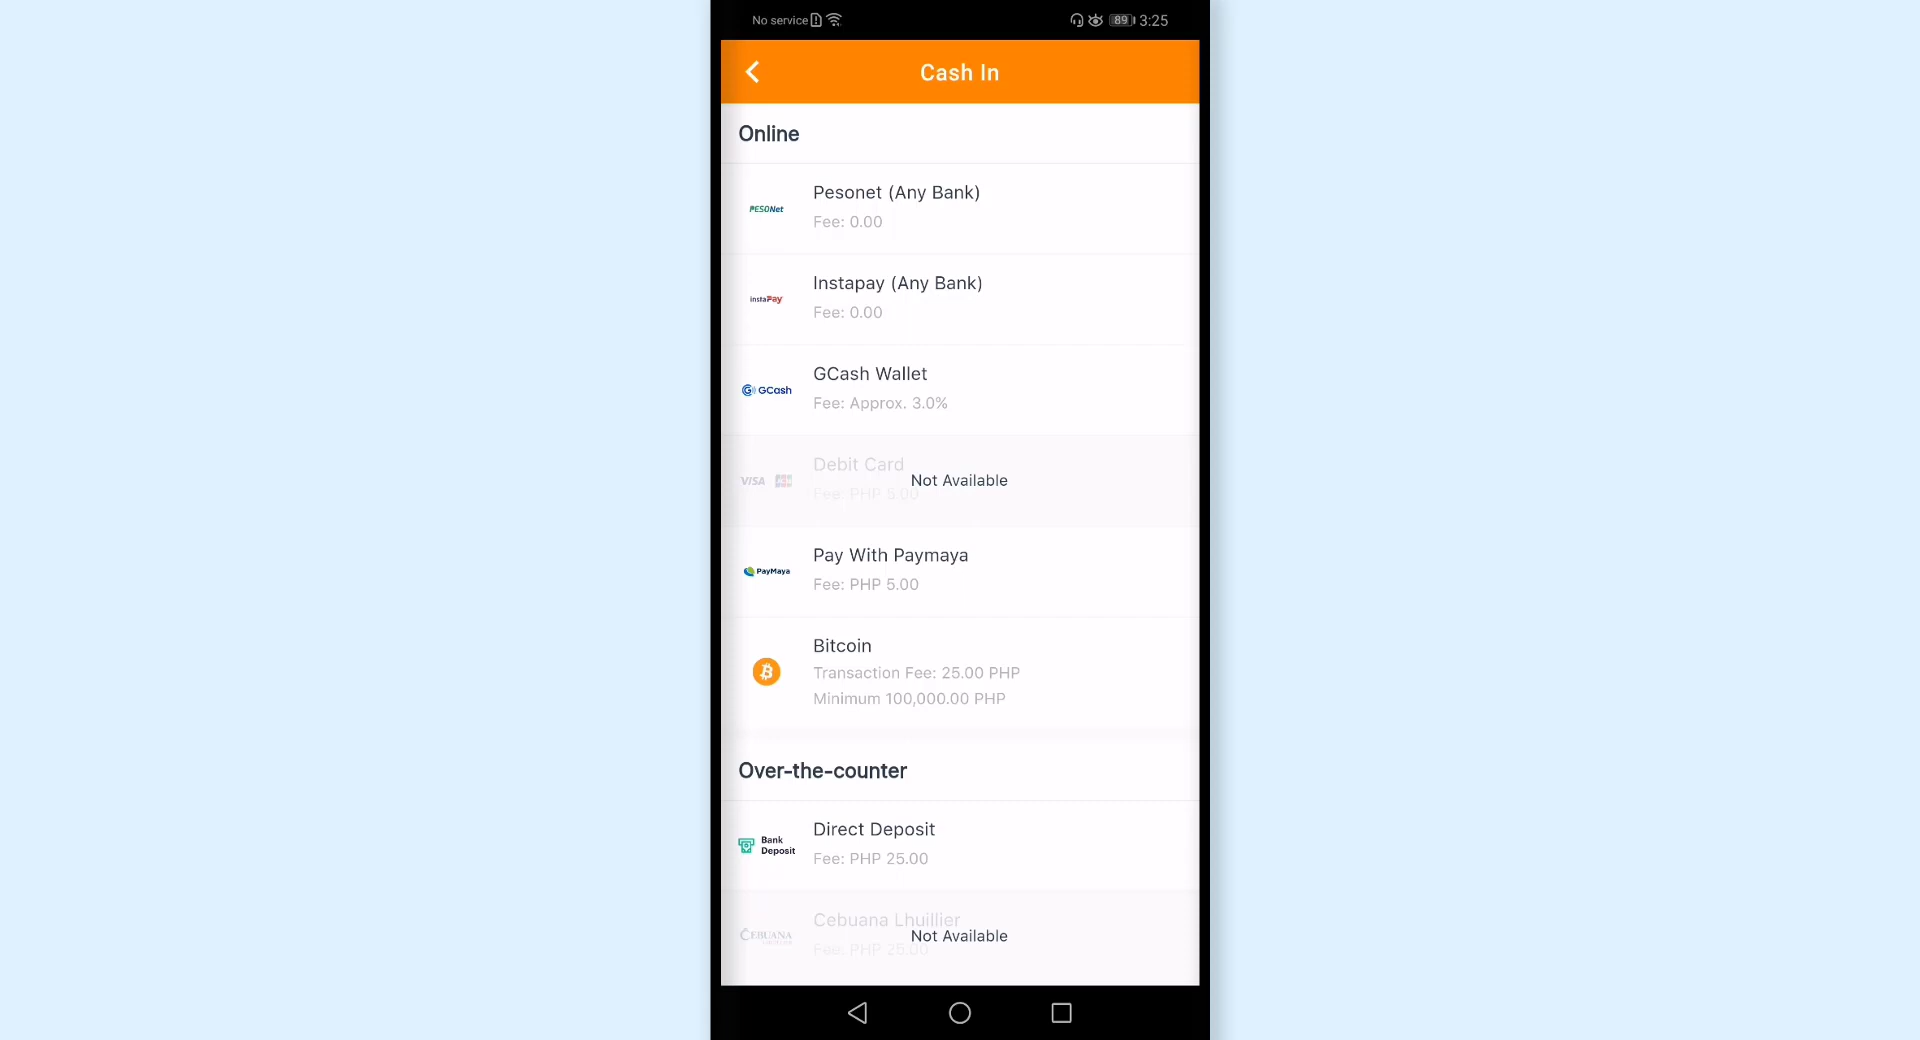 No service
89 3:25
Cash In
Online
PESONet
Pesonet (Any Bank)
Fee: 0.00
instaPay
Instapay (Any Bank)
Fee: 0.00
GCash
GCash Wallet
Fee: Approx. 3.0%
VISA JCB
Debit Card
Fee: PHP 5.00
Not Available
PayMaya
Pay With Paymaya
Fee: PHP 5.00
Bitcoin
Transaction Fee: 25.00 PHP
Minimum 100,000.00 PHP
Over-the-counter
Bank
Deposit
Direct Deposit
Fee: PHP 25.00
CEBUANA
Cebuana Lhuillier
Fee: PHP 25.00
Not Available